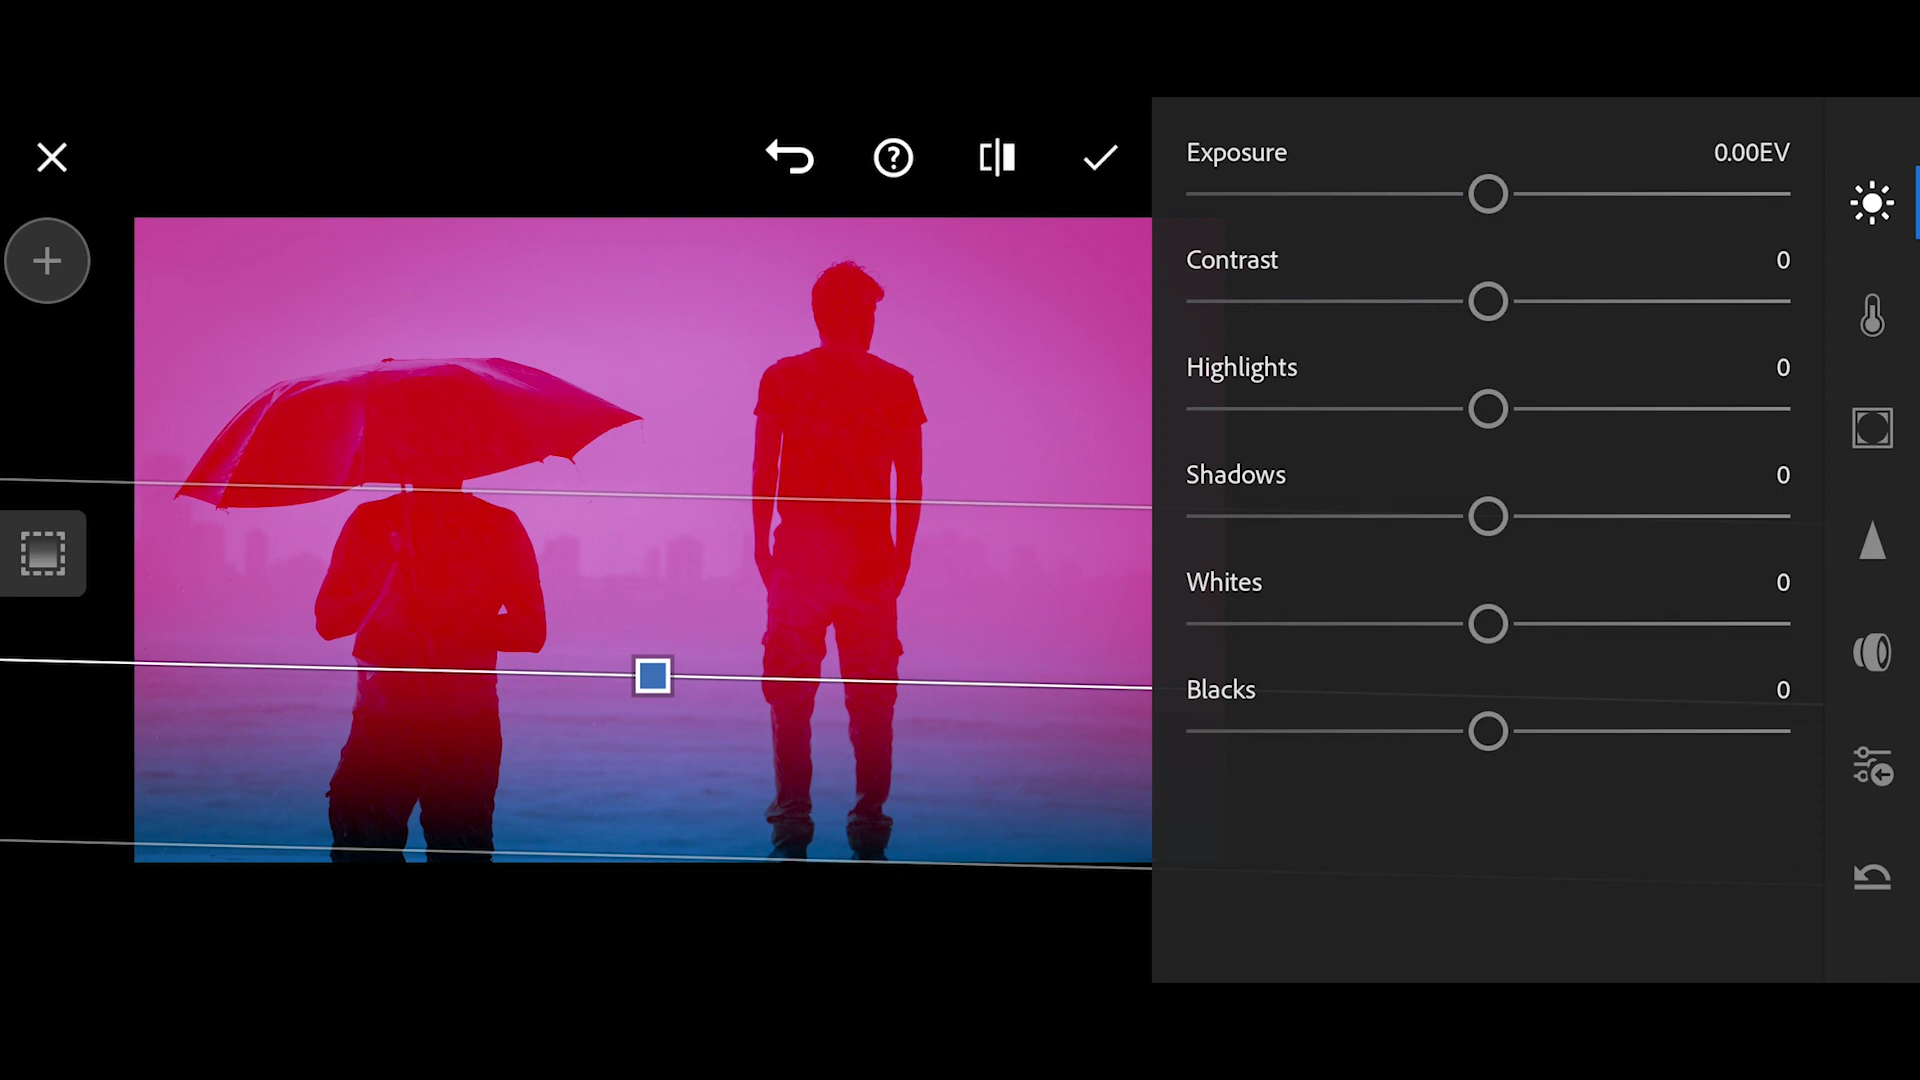 Exposure 0.00EV
Contrast 0
Highlights 0
Shadows 0
Whites 0
Blacks 0